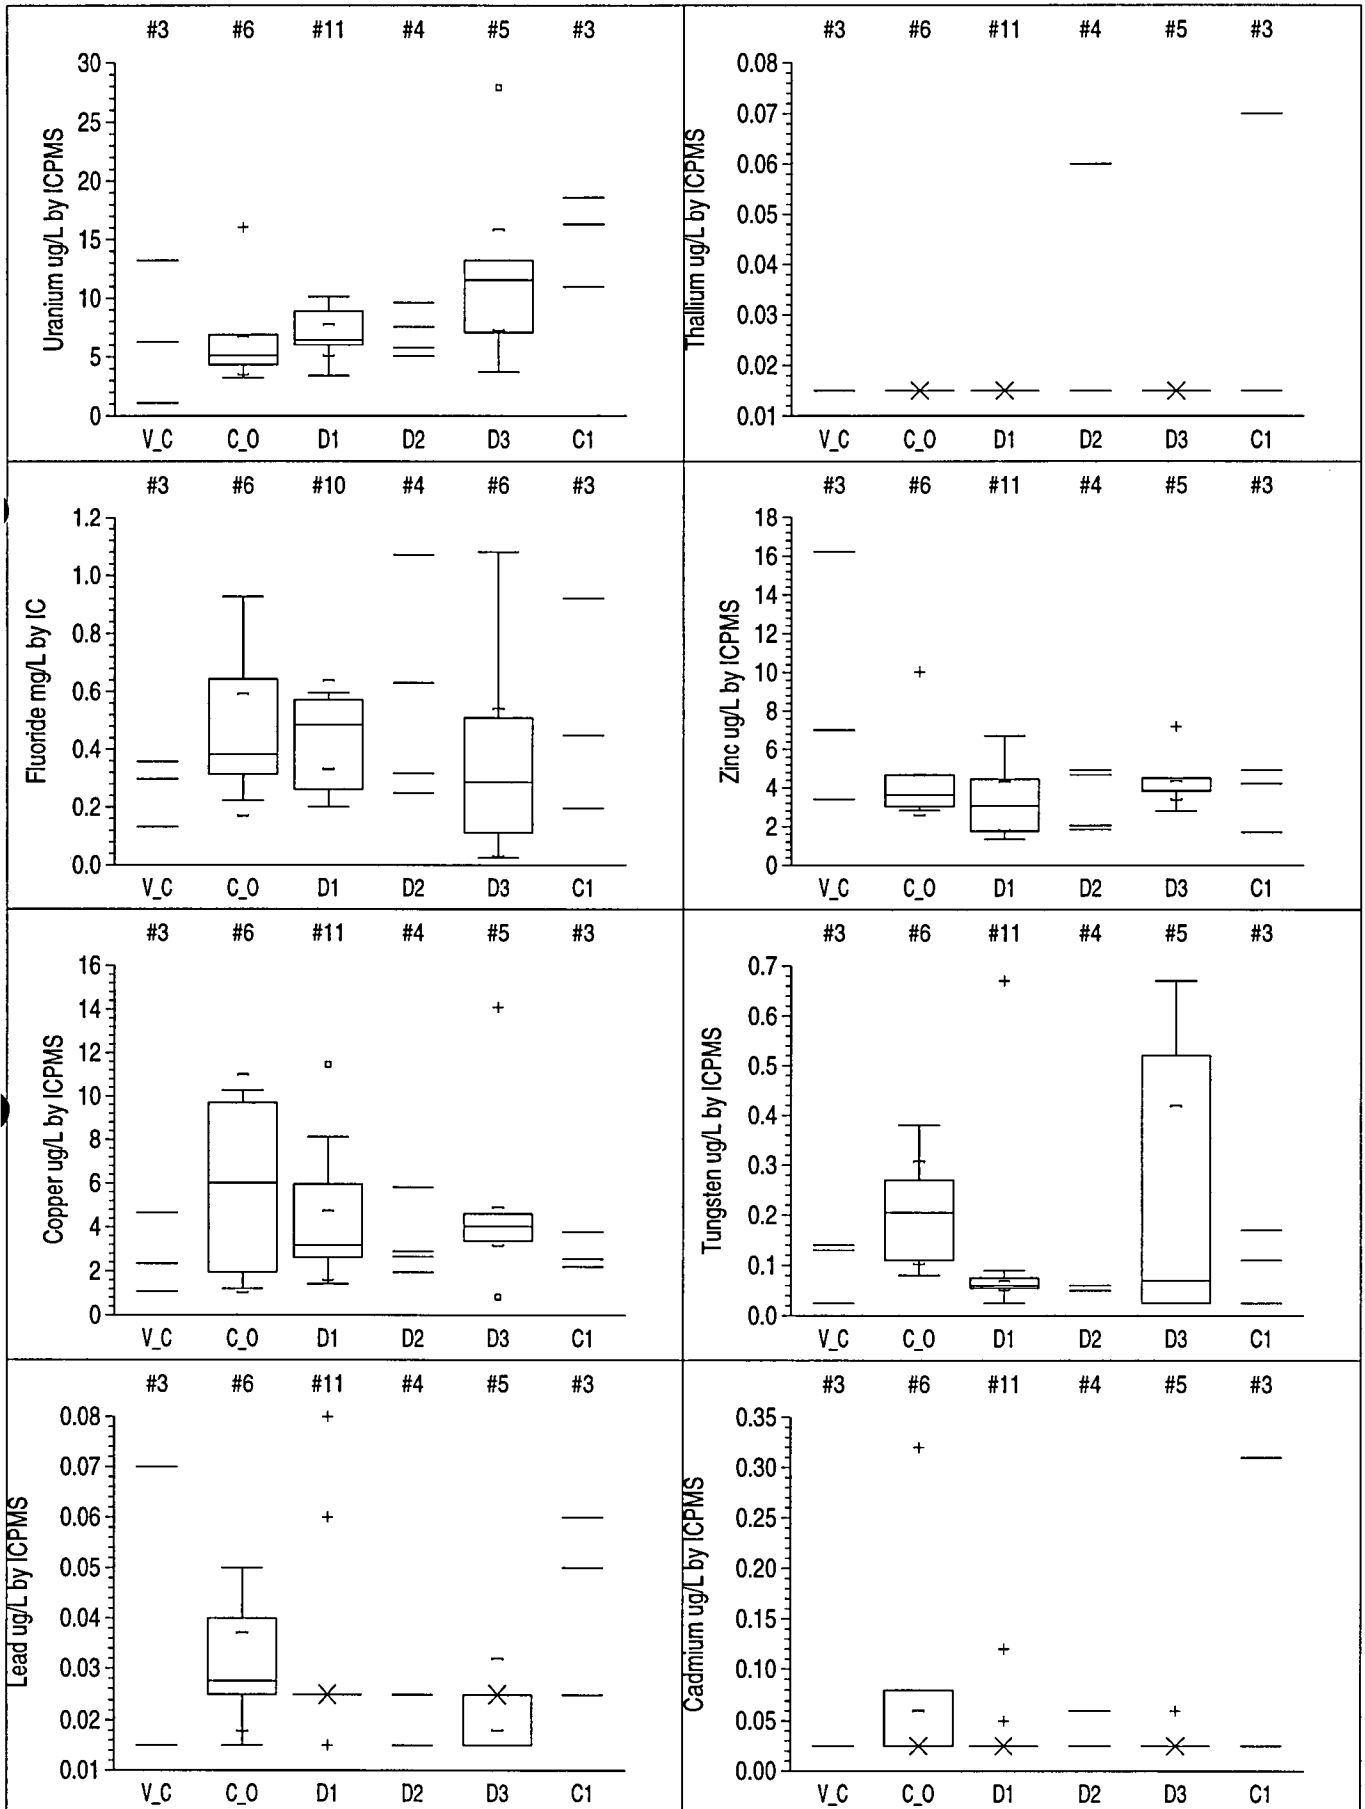 #3 #6 #11 #4 #5 #3
30
25
20
15
10
5
0
Uranium ug/L by ICPMS
V_C C_O D1 D2 D3 C1
#3 #6 #11 #4 #5 #3
0.08
0.07
0.06
0.05
0.04
0.03
0.02
0.01
Thallium ug/L by ICPMS
V_C C_O D1 D2 D3 C1
#3 #6 #10 #4 #6 #3
1.2
1.0
0.8
0.6
0.4
0.2
0.0
Fluoride mg/L by IC
V_C C_O D1 D2 D3 C1
#3 #6 #11 #4 #5 #3
18
16
14
12
10
8
6
4
2
0
Zinc ug/L by ICPMS
V_C C_O D1 D2 D3 C1
#3 #6 #11 #4 #5 #3
16
14
12
10
8
6
4
2
0
Copper ug/L by ICPMS
V_C C_O D1 D2 D3 C1
#3 #6 #11 #4 #5 #3
0.7
0.6
0.5
0.4
0.3
0.2
0.1
0.0
Tungsten ug/L by ICPMS
V_C C_O D1 D2 D3 C1
#3 #6 #11 #4 #5 #3
0.08
0.07
0.06
0.05
0.04
0.03
0.02
0.01
Lead ug/L by ICPMS
V_C C_O D1 D2 D3 C1
#3 #6 #11 #4 #5 #3
0.35
0.30
0.25
0.20
0.15
0.10
0.05
0.00
Cadmium ug/L by ICPMS
V_C C_O D1 D2 D3 C1